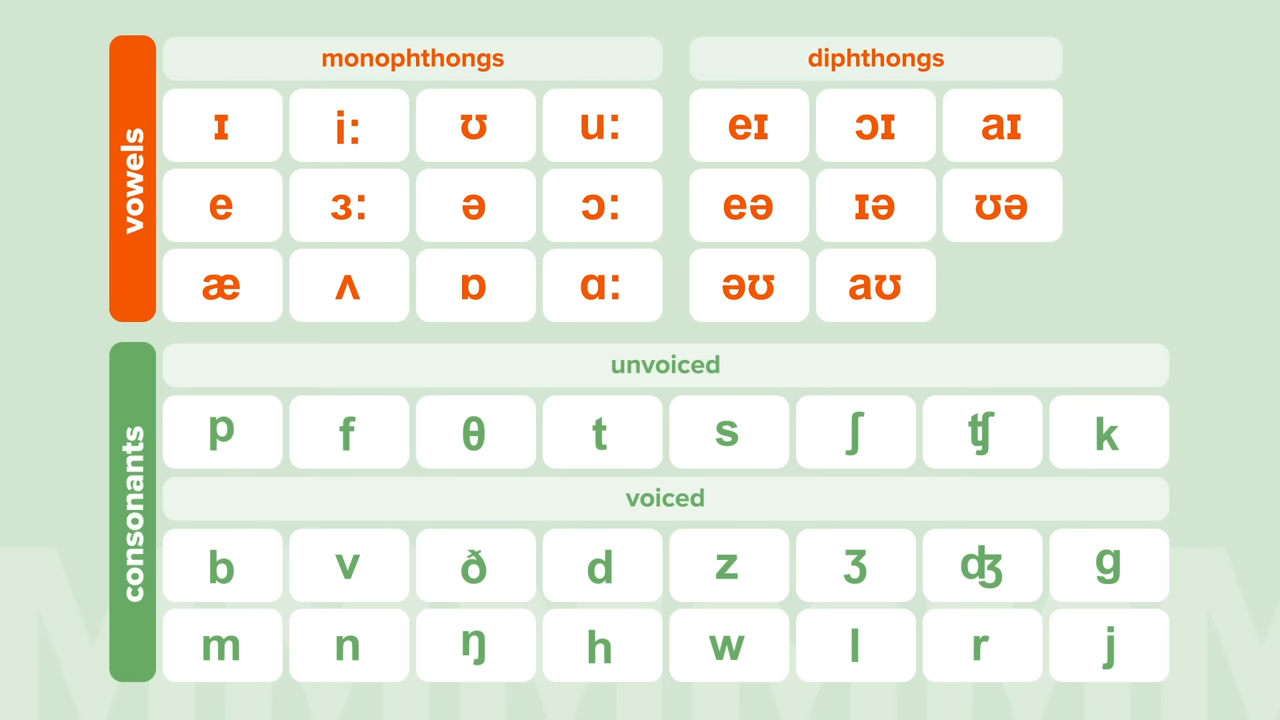 vowels
monophthongs diphthongs
ɪ i: ʊ u: eɪ ɔɪ aɪ
e ɜ: ə ɔ: eə ɪə ʊə
æ ʌ ɒ ɑ: əʊ aʊ
consonants
unvoiced
p f θ t s ʃ ʧ k
voiced
b v ð d z ʒ ʤ g
m n ŋ h w l r j